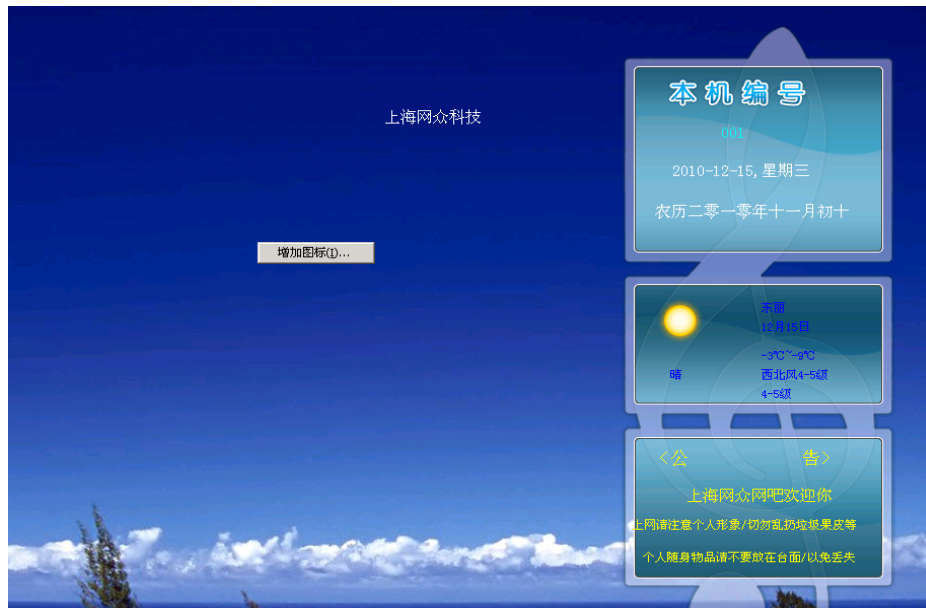 上海网众科技
增加图标(I)...
本机编号
001
2010-12-15,星期三
农历二零一零年十一月初十
东丽
12月15日
-3℃~-9℃
晴 西北风4-5级
4-5级
<公 告>
上海网众网吧欢迎你
上网请注意个人形象/切勿乱扔垃圾果皮等
个人随身物品请不要放在台面/以免丢失